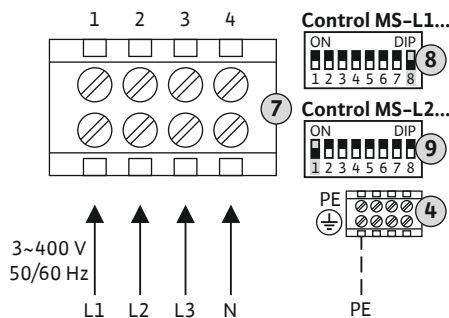 1 2 3 4
7
3~400 V
50/60 Hz
L1 L2 L3 N
Control MS-L1...
ON DIP
1 2 3 4 5 6 7 8
8
Control MS-L2...
ON DIP
1 2 3 4 5 6 7 8
9
PE
4
PE